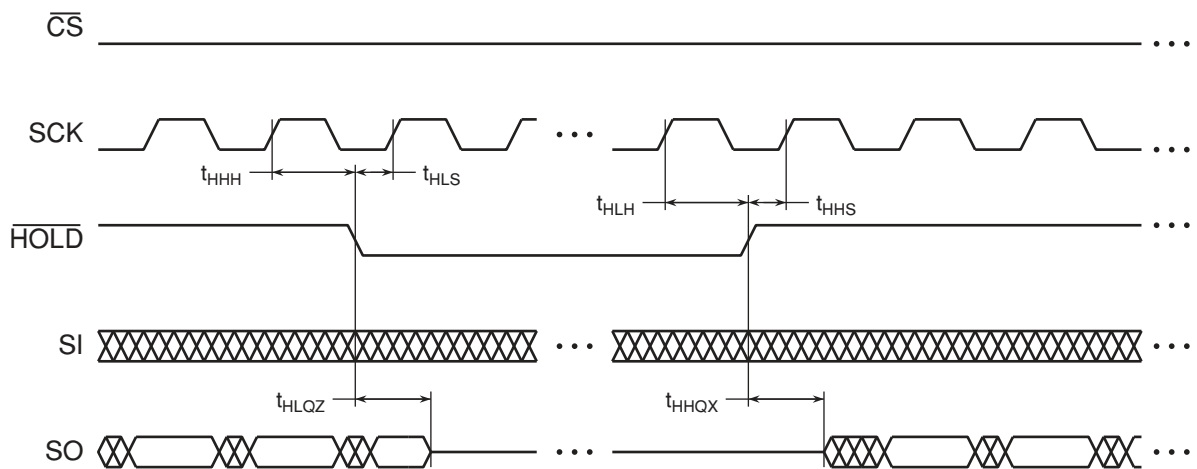 CS
SCK
tHHH
tHLS
tHLH
tHHS
HOLD
SI
tHLQZ
tHHQX
SO